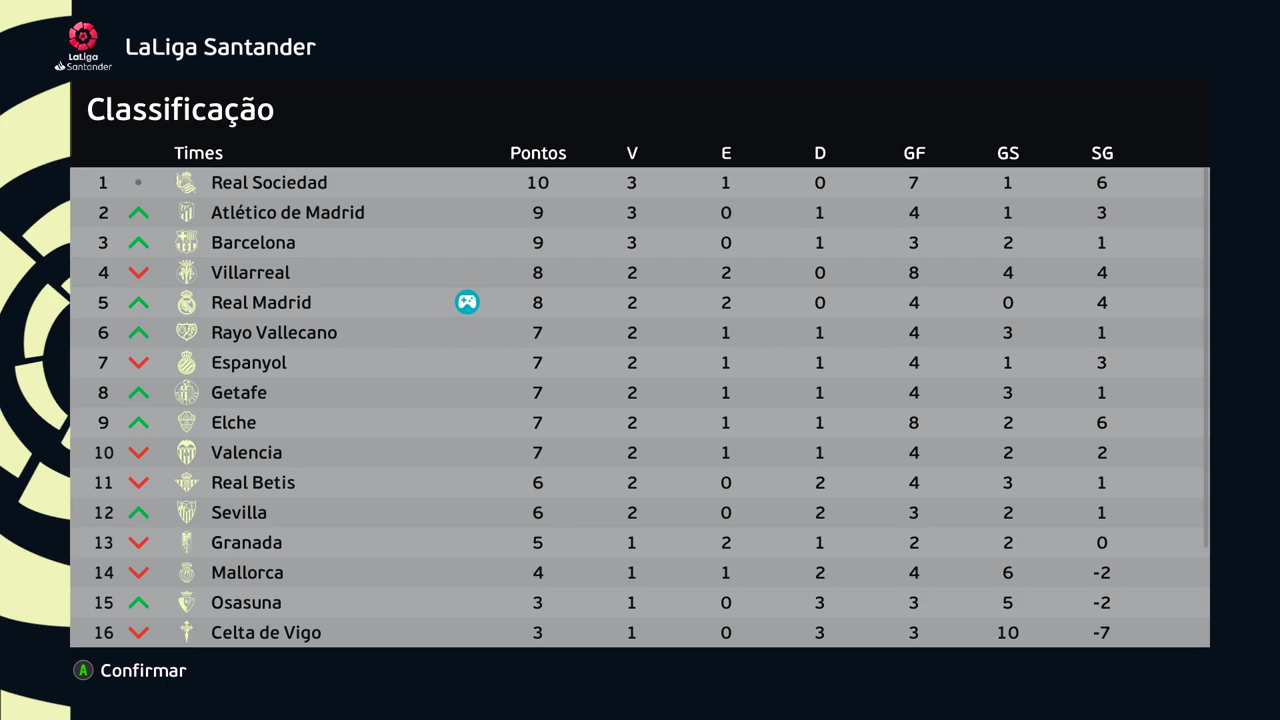 LaLiga Santander
LaLiga
Santander
Classificação
Times Pontos V E D GF GS SG
1 Real Sociedad 10 3 1 0 7 1 6
2 Atlético de Madrid 9 3 0 1 4 1 3
3 Barcelona 9 3 0 1 3 2 1
4 Villarreal 8 2 2 0 8 4 4
5 Real Madrid 8 2 2 0 4 0 4
6 Rayo Vallecano 7 2 1 1 4 3 1
7 Espanyol 7 2 1 1 4 1 3
8 Getafe 7 2 1 1 4 3 1
9 Elche 7 2 1 1 8 2 6
10 Valencia 7 2 1 1 4 2 2
11 Real Betis 6 2 0 2 4 3 1
12 Sevilla 6 2 0 2 3 2 1
13 Granada 5 1 2 1 2 2 0
14 Mallorca 4 1 1 2 4 6 -2
15 Osasuna 3 1 0 3 3 5 -2
16 Celta de Vigo 3 1 0 3 3 10 -7
A Confirmar